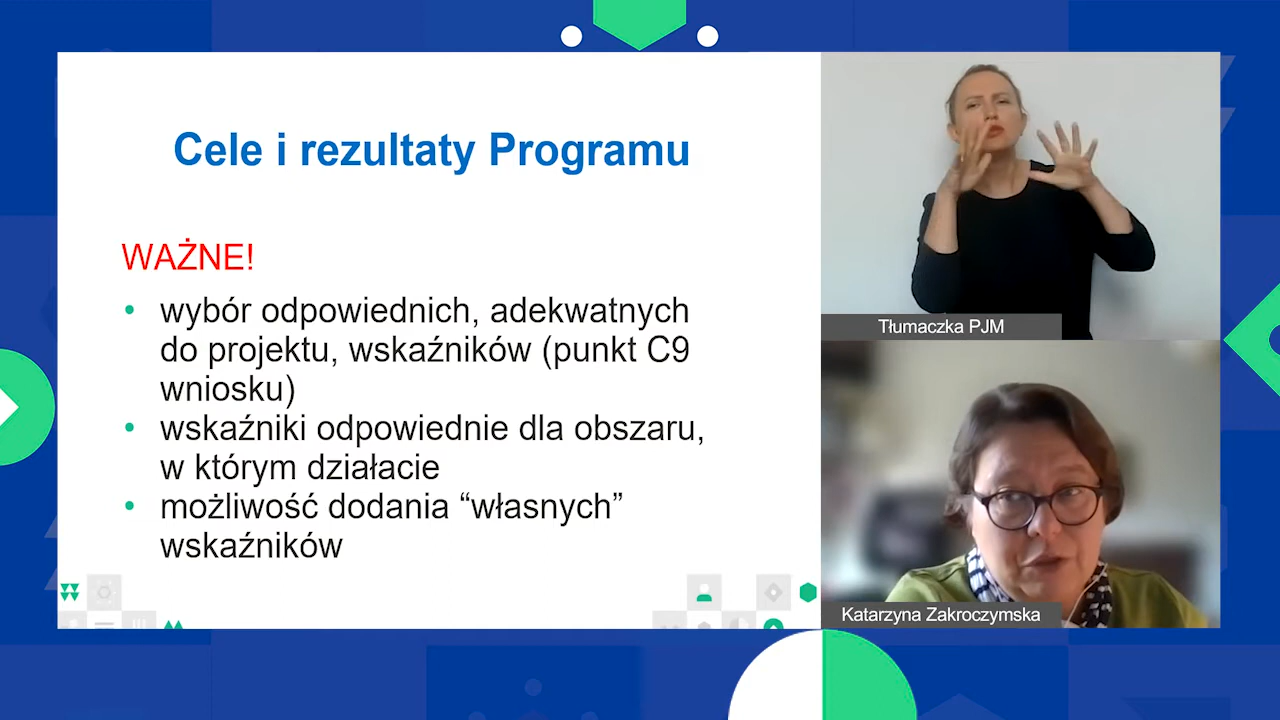 Cele i rezultaty Programu
WAŻNE!
• wybór odpowiednich, adekwatnych
do projektu, wskaźników (punkt C9
wniosku)
• wskaźniki odpowiednie dla obszaru,
w którym działacie
• możliwość dodania “własnych”
wskaźników
Tłumaczka PJM
Katarzyna Zakroczymska